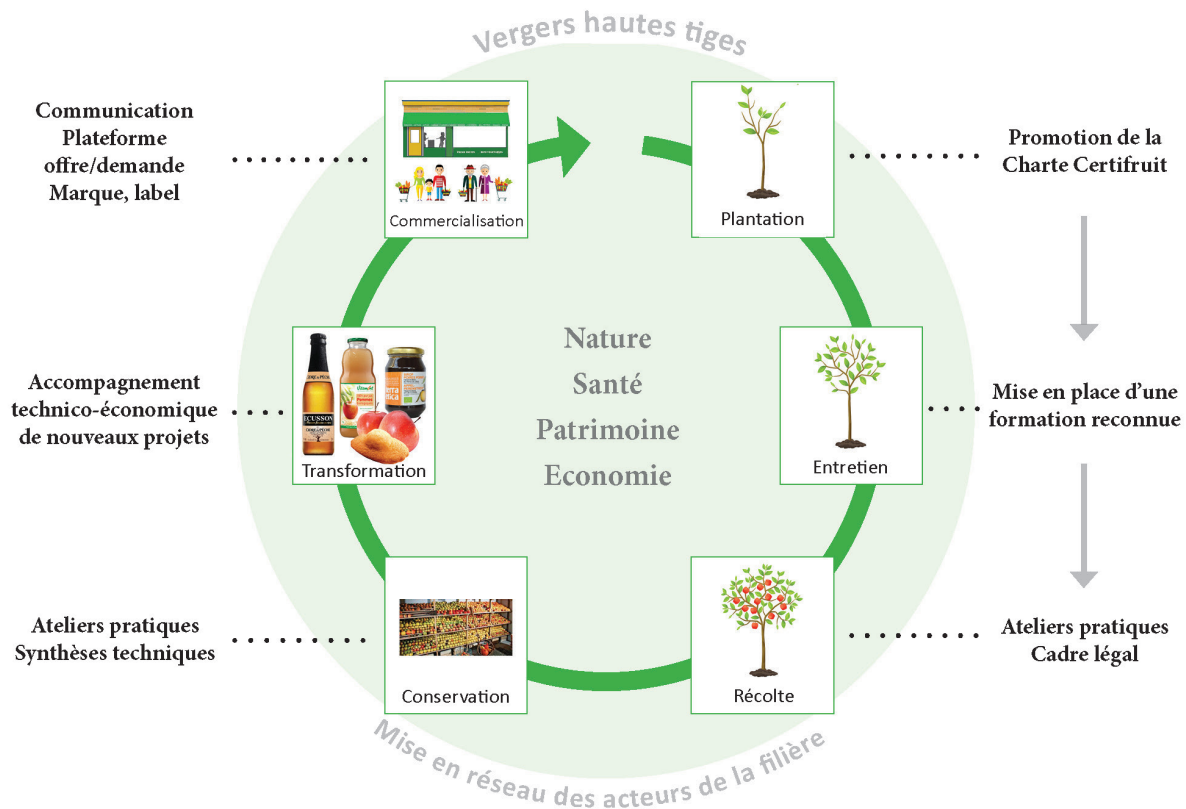 Vergers hautes tiges
Communication
Plateforme
offre/demande
Marque, label
Commercialisation
Plantation
Promotion de la
Charte Certifruit
Nature
Santé
Patrimoine
Economie
Accompagnement
technico-économique
de nouveaux projets
ECUSSON
Transformation
Entretien
Mise en place d’une
formation reconnue
Ateliers pratiques
Synthèses techniques
Conservation
Récolte
Ateliers pratiques
Cadre légal
Mise en réseau des acteurs de la filière